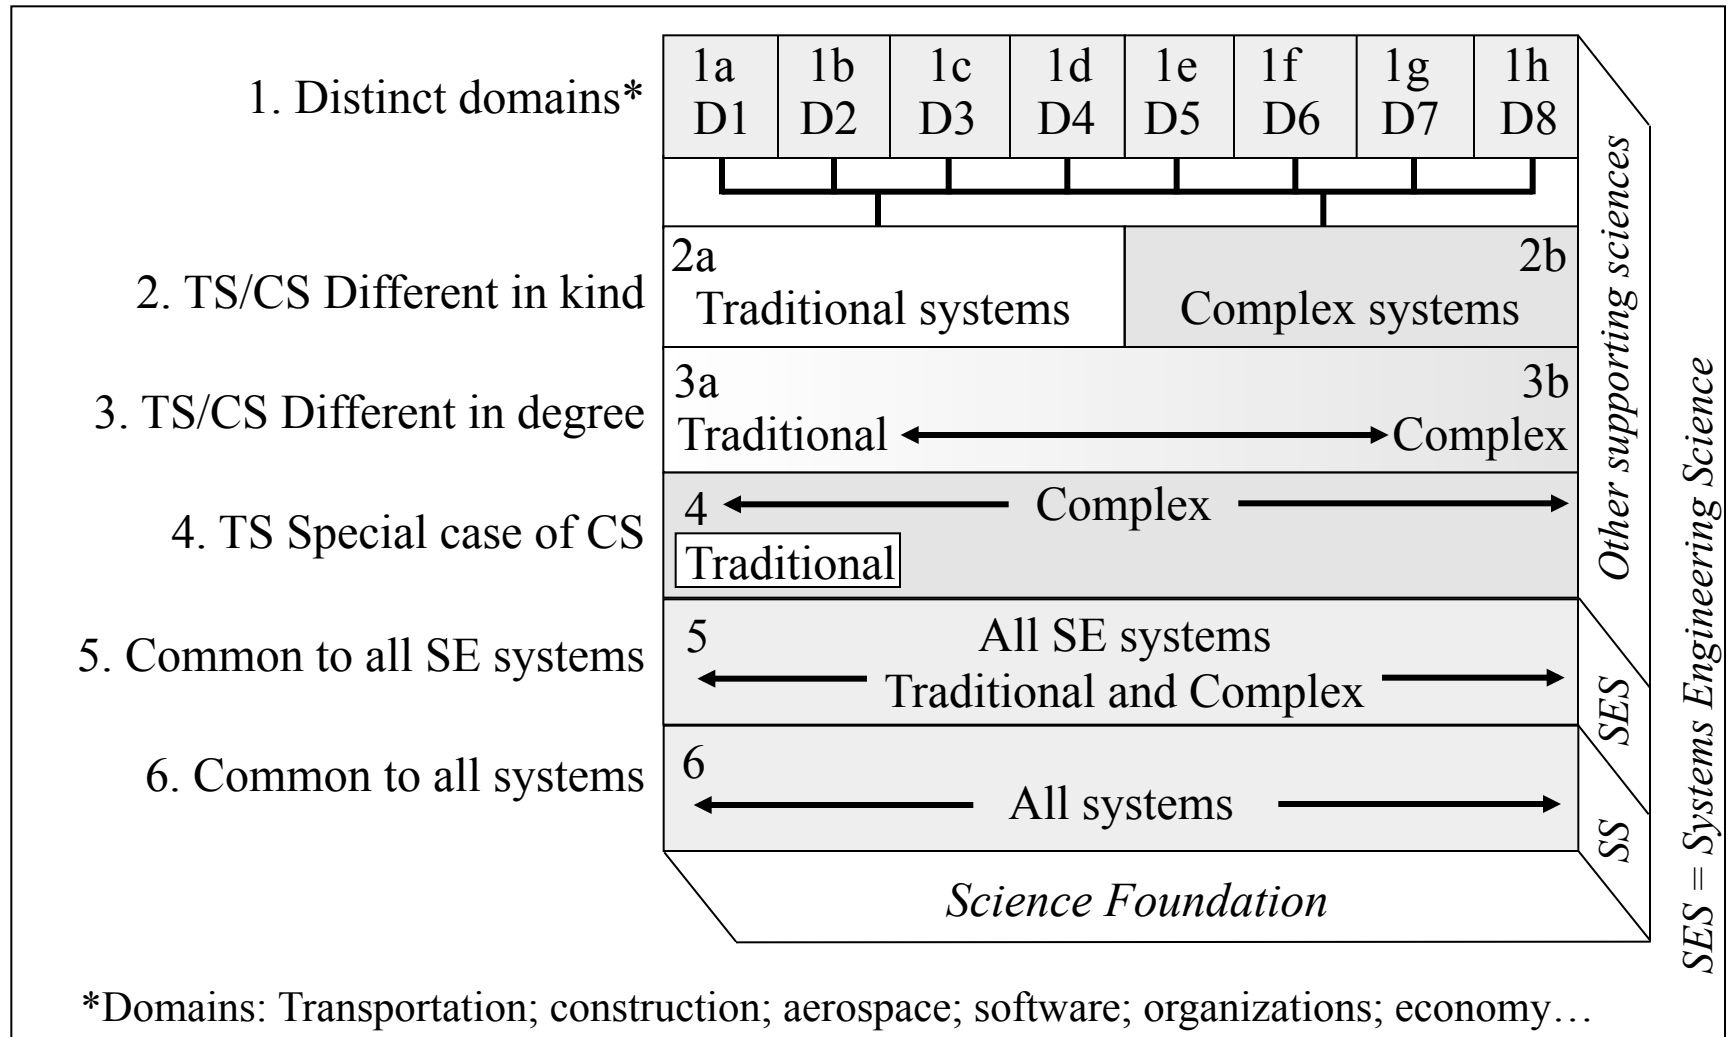 1. Distinct domains*
1a 1b 1c 1d 1e 1f 1g 1h
D1 D2 D3 D4 D5 D6 D7 D8
2. TS/CS Different in kind
2a 2b
Traditional systems Complex systems
3. TS/CS Different in degree
3a 3b
Traditional Complex
4. TS Special case of CS
4 Complex
Traditional
5. Common to all SE systems
5 All SE systems
Traditional and Complex
6. Common to all systems
6
All systems
Science Foundation
Other supporting sciences
SES
SS
SES = Systems Engineering Science
*Domains: Transportation; construction; aerospace; software; organizations; economy…